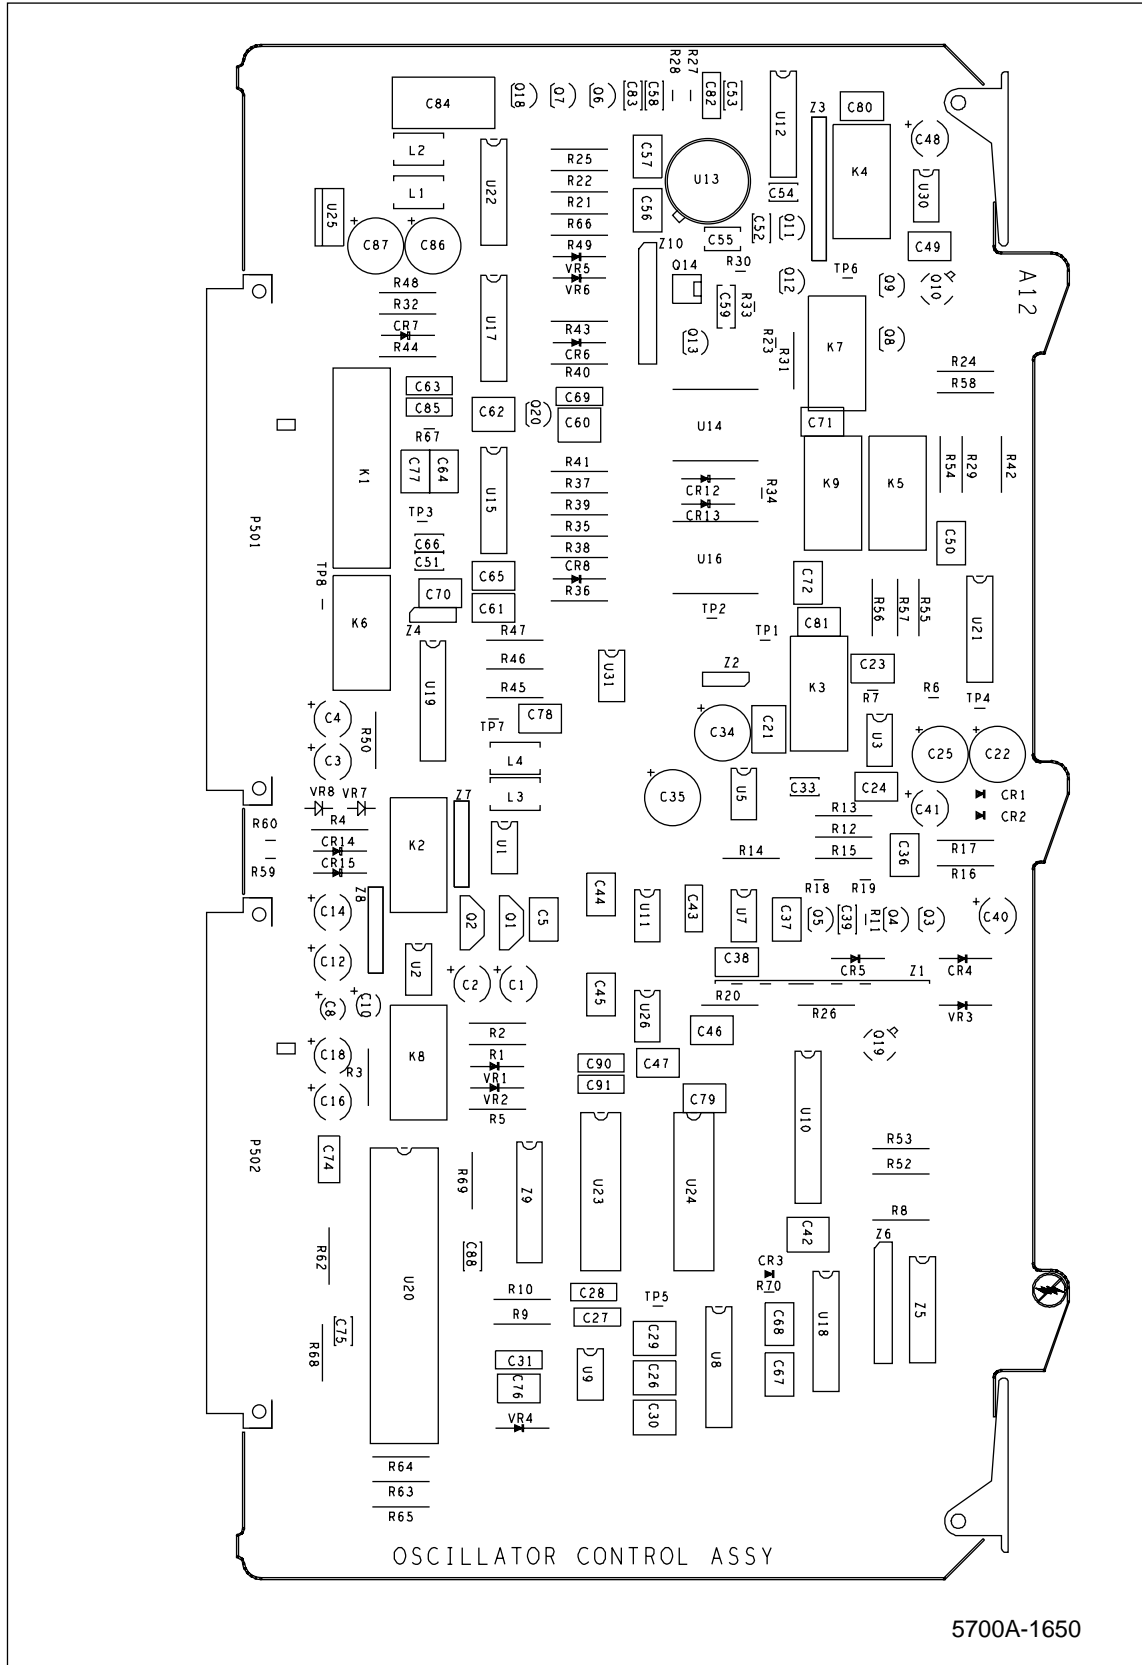 C84
Q18
Q7
Q6
C83
C58
R28
R27
C82
C53
U12
Z3
C80
C48
K4
U30
L2
L1
U22
R25
R22
R21
R66
R49
VR5
VR6
C57
C56
U13
C54
C52
Q11
C55
Z10
C49
U25
C87
C86
Q14
R30
Q12
TP6
Q9
Q10
A12
R48
R32
CR7
R44
U17
R43
CR6
R40
C59
R33
Q13
R23
R31
K7
Q8
R24
R58
C63
C85
R67
C62
Q20
C69
C60
U14
C71
K1
C77
C64
U15
R41
R37
R39
R35
R38
CR8
R36
CR12
CR13
R34
K9
K5
R54
R29
R42
P501
TP3
C66
C51
U16
C50
TP8
C70
C65
C61
C72
K6
Z4
TP2
TP1
C81
R56
R57
R55
U21
R47
R46
R45
U19
U31
Z2
K3
C23
R7
R6
TP4
C4
R50
C3
TP7
C78
C34
C21
U3
C25
C22
L4
L3
C35
U5
C33
C24
C41
CR1
CR2
VR8
VR7
R4
CR14
CR15
R60
R59
Z7
K2
U1
R13
R12
R15
R14
C36
R17
R16
R18
R19
Z8
C14
C12
Q2
Q1
C5
C44
U11
C43
U7
C37
Q5
C39
R11
Q4
Q3
C40
U2
C2
C1
C38
CR5
Z1
CR4
C8
C10
C45
U26
R20
R26
VR3
C18
R3
C16
K8
R2
R1
VR1
VR2
R5
C90
C91
C47
C46
Q19
C79
U10
P502
C74
R69
Z9
U23
U24
R53
R52
R8
R62
U20
C88
C42
Z6
CR3
R70
R10
R9
C28
C27
TP5
C75
R68
C31
C76
U9
C29
C26
C30
U8
C68
C67
U18
Z5
VR4
R64
R63
R65
OSCILLATOR CONTROL ASSY
5700A-1650